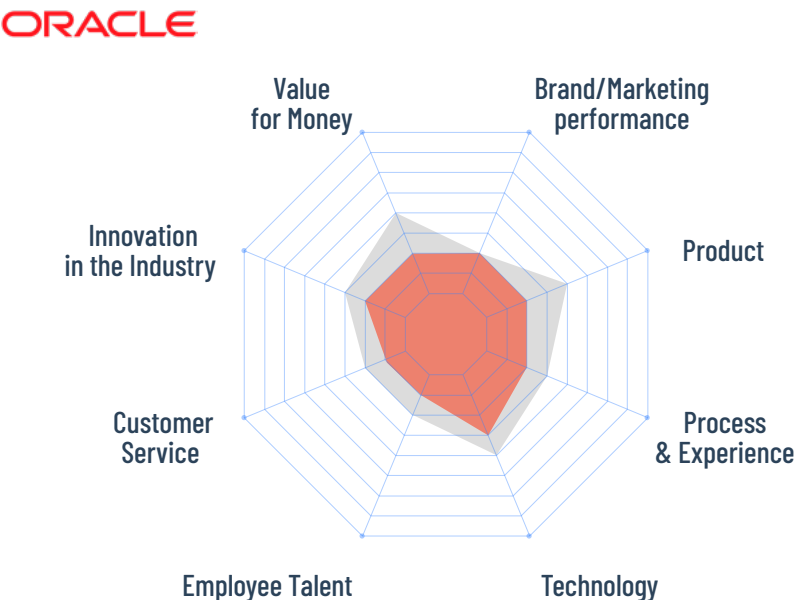 ORACLE
Value
for Money
Brand/Marketing
performance
Innovation
in the Industry
Product
Customer
Service
Process
& Experience
Employee Talent
Technology